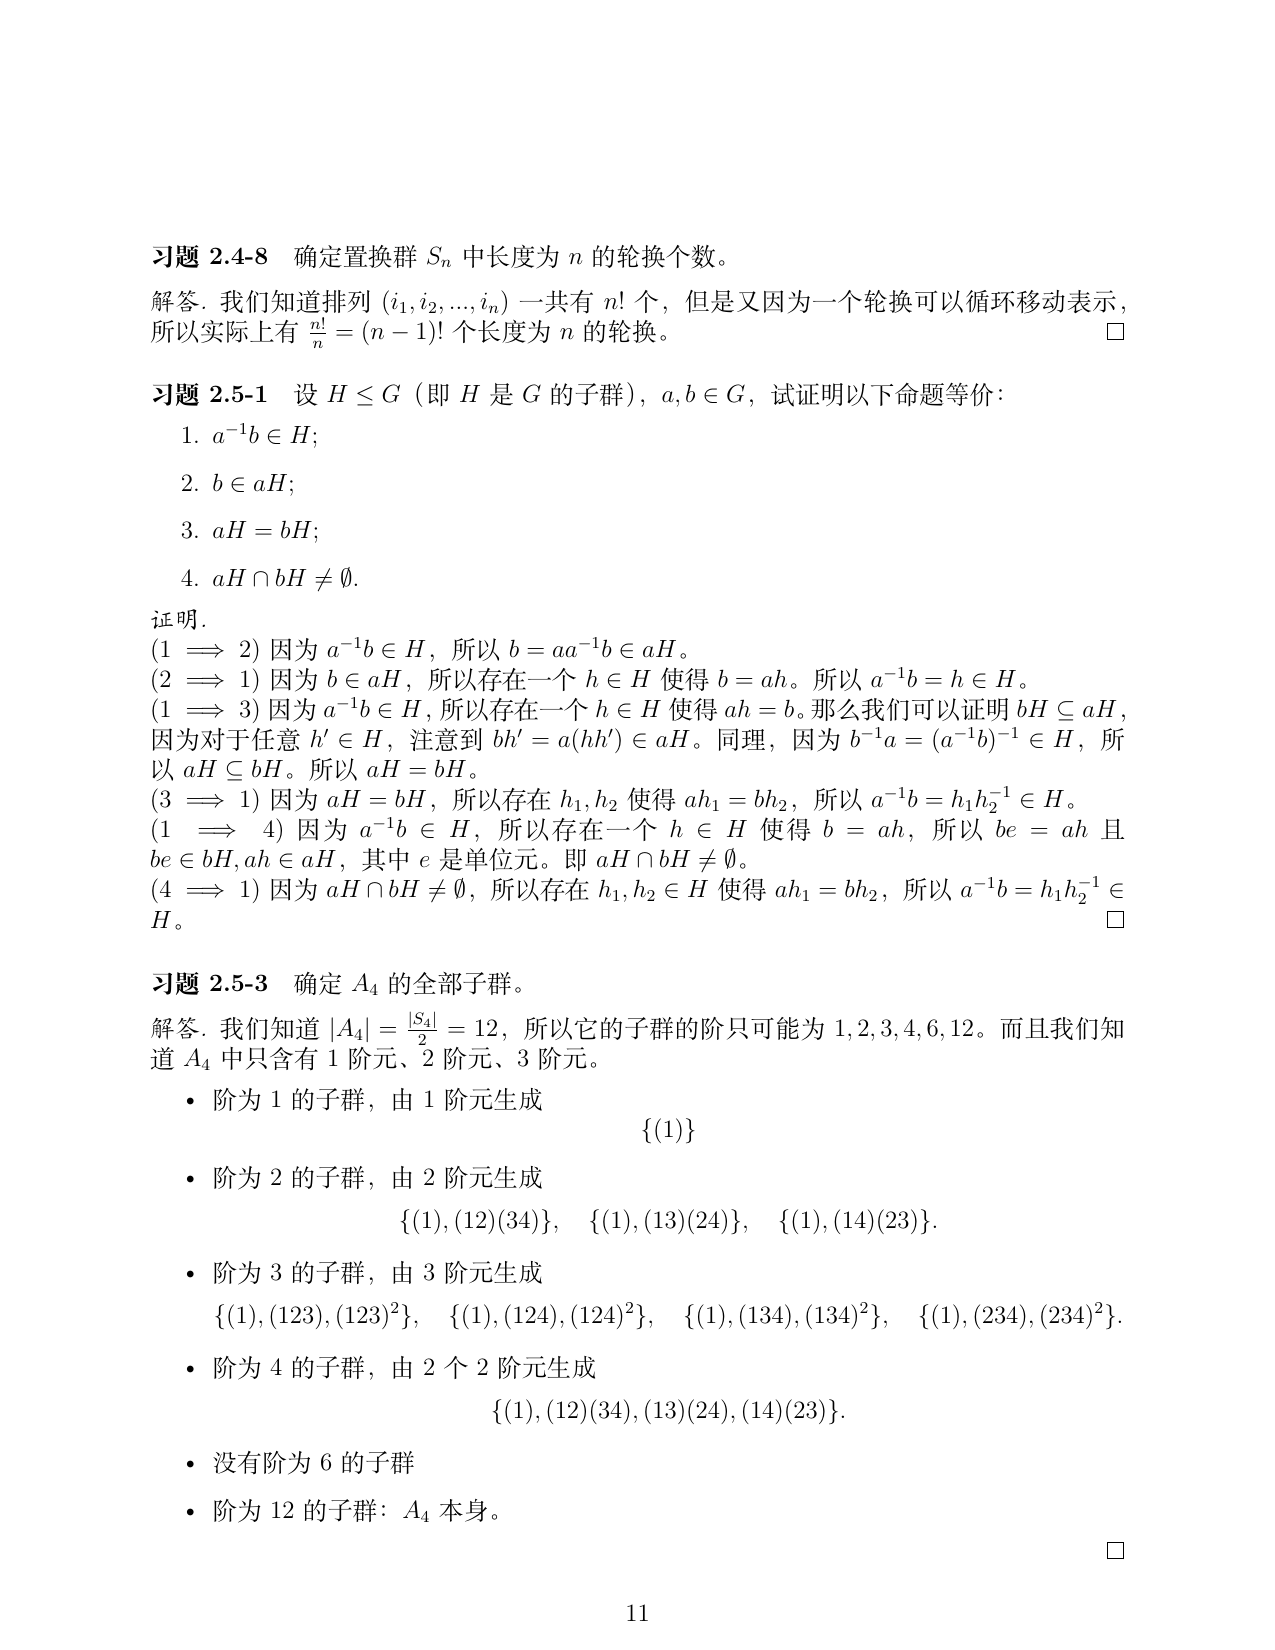 习题 2.4-8 确定置换群 $S_n$ 中长度为 $n$ 的轮换个数。
解答. 我们知道排列 $(i_1, i_2, ..., i_n)$ 一共有 $n!$ 个，但是又因为一个轮换可以循环移动表示，
所以实际上有 $\frac{n!}{n} = (n-1)!$ 个长度为 $n$ 的轮换。 □
习题 2.5-1 设 $H \leq G$（即 $H$ 是 $G$ 的子群），$a, b \in G$，试证明以下命题等价：
1. $a^{-1}b \in H$;
2. $b \in aH$;
3. $aH = bH$;
4. $aH \cap bH \neq \emptyset$.
证明.
(1 $\implies$ 2) 因为 $a^{-1}b \in H$，所以 $b = aa^{-1}b \in aH$。
(2 $\implies$ 1) 因为 $b \in aH$，所以存在一个 $h \in H$ 使得 $b = ah$。所以 $a^{-1}b = h \in H$。
(1 $\implies$ 3) 因为 $a^{-1}b \in H$，所以存在一个 $h \in H$ 使得 $ah = b$。那么我们可以证明 $bH \subseteq aH$，
因为对于任意 $h' \in H$，注意到 $bh' = a(hh') \in aH$。同理，因为 $b^{-1}a = (a^{-1}b)^{-1} \in H$，所
以 $aH \subseteq bH$。所以 $aH = bH$。
(3 $\implies$ 1) 因为 $aH = bH$，所以存在 $h_1, h_2$ 使得 $ah_1 = bh_2$，所以 $a^{-1}b = h_1h_2^{-1} \in H$。
(1 $\implies$ 4) 因为 $a^{-1}b \in H$，所以存在一个 $h \in H$ 使得 $b = ah$，所以 $be = ah$ 且
$be \in bH, ah \in aH$，其中 $e$ 是单位元。即 $aH \cap bH \neq \emptyset$。
(4 $\implies$ 1) 因为 $aH \cap bH \neq \emptyset$，所以存在 $h_1, h_2 \in H$ 使得 $ah_1 = bh_2$，所以 $a^{-1}b = h_1h_2^{-1} \in$
$H$。 □
习题 2.5-3 确定 $A_4$ 的全部子群。
解答. 我们知道 $|A_4| = \frac{|S_4|}{2} = 12$，所以它的子群的阶只可能为 $1, 2, 3, 4, 6, 12$。而且我们知
道 $A_4$ 中只含有 1 阶元、2 阶元、3 阶元。
• 阶为 1 的子群，由 1 阶元生成
$\{(1)\}$
• 阶为 2 的子群，由 2 阶元生成
$\{(1), (12)(34)\}, \quad \{(1), (13)(24)\}, \quad \{(1), (14)(23)\}.$
• 阶为 3 的子群，由 3 阶元生成
$\{(1), (123), (123)^2\}, \quad \{(1), (124), (124)^2\}, \quad \{(1), (134), (134)^2\}, \quad \{(1), (234), (234)^2\}.$
• 阶为 4 的子群，由 2 个 2 阶元生成
$\{(1), (12)(34), (13)(24), (14)(23)\}.$
• 没有阶为 6 的子群
• 阶为 12 的子群：$A_4$ 本身。
□
11